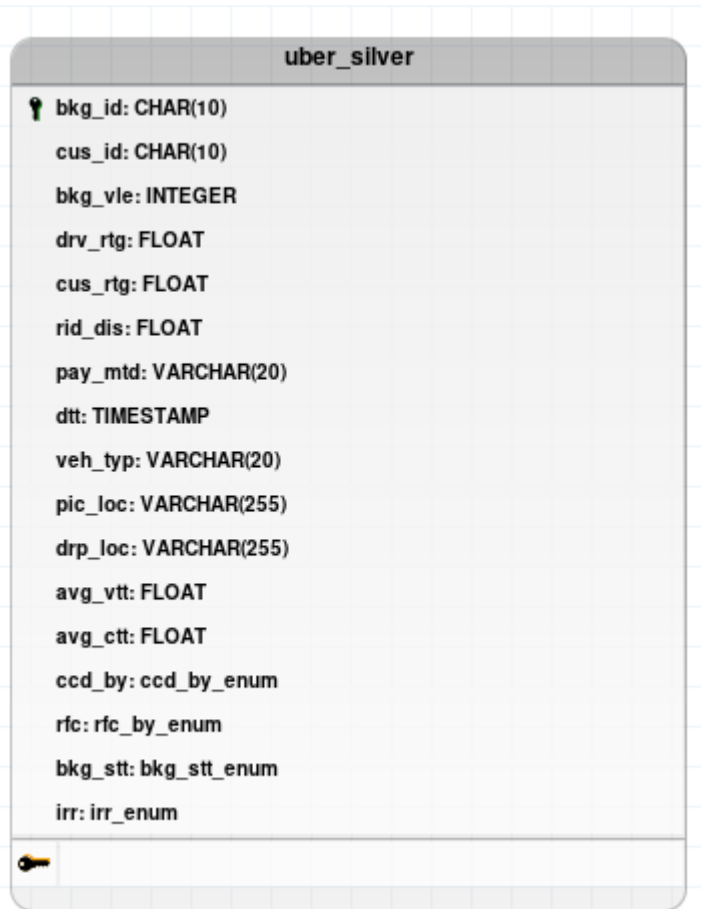 uber_silver
bkg_id: CHAR(10)
cus_id: CHAR(10)
bkg_vle: INTEGER
drv_rtg: FLOAT
cus_rtg: FLOAT
rid_dis: FLOAT
pay_mtd: VARCHAR(20)
dtt: TIMESTAMP
veh_typ: VARCHAR(20)
pic_loc: VARCHAR(255)
drp_loc: VARCHAR(255)
avg_vtt: FLOAT
avg_ctt: FLOAT
ccd_by: ccd_by_enum
rfc: rfc_by_enum
bkg_stt: bkg_stt_enum
irr: irr_enum